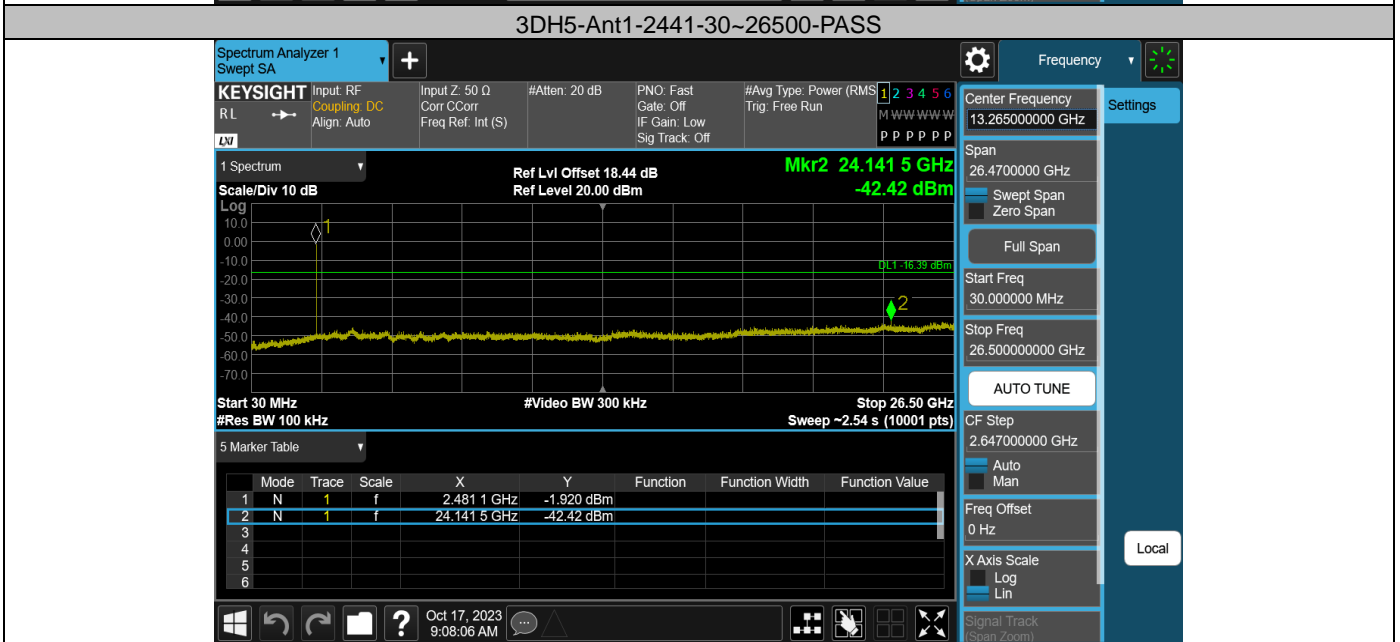 (Span Zoom)
3DH5-Ant1-2441-30~26500-PASS
Spectrum Analyzer 1
Swept SA
Frequency
KEYSIGHT
RL
LXI
Input: RF
Coupling: DC
Align: Auto
Input Z: 50 Ω
Corr CCorr
Freq Ref: Int (S)
#Atten: 20 dB
PNO: Fast
Gate: Off
IF Gain: Low
Sig Track: Off
#Avg Type: Power (RMS
Trig: Free Run
1 2 3 4 5 6
M W W W W W
P P P P P P
Center Frequency
13.265000000 GHz
Settings
1 Spectrum
Scale/Div 10 dB
Ref Lvl Offset 18.44 dB
Ref Level 20.00 dBm
Mkr2 24.141 5 GHz
-42.42 dBm
Log
10.0
0.00
-10.0
-20.0
-30.0
-40.0
-50.0
-60.0
-70.0
1
DL1 -16.39 dBm
2
Start 30 MHz
#Video BW 300 kHz
Stop 26.50 GHz
#Res BW 100 kHz
Sweep ~2.54 s (10001 pts)
Span
26.4700000 GHz
Swept Span
Zero Span
Full Span
Start Freq
30.000000 MHz
Stop Freq
26.500000000 GHz
AUTO TUNE
CF Step
2.647000000 GHz
Auto
Man
Freq Offset
0 Hz
X Axis Scale
Log
Lin
Signal Track
(Span Zoom)
Local
5 Marker Table
Mode Trace Scale X Y Function Function Width Function Value
1 N 1 f 2.481 1 GHz -1.920 dBm
2 N 1 f 24.141 5 GHz -42.42 dBm
3
4
5
6
?
Oct 17, 2023
9:08:06 AM